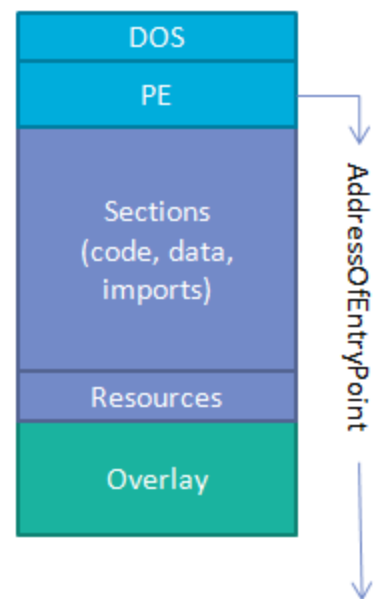 DOS
PE
Sections
(code, data,
imports)
Resources
Overlay
AddressOfEntryPoint